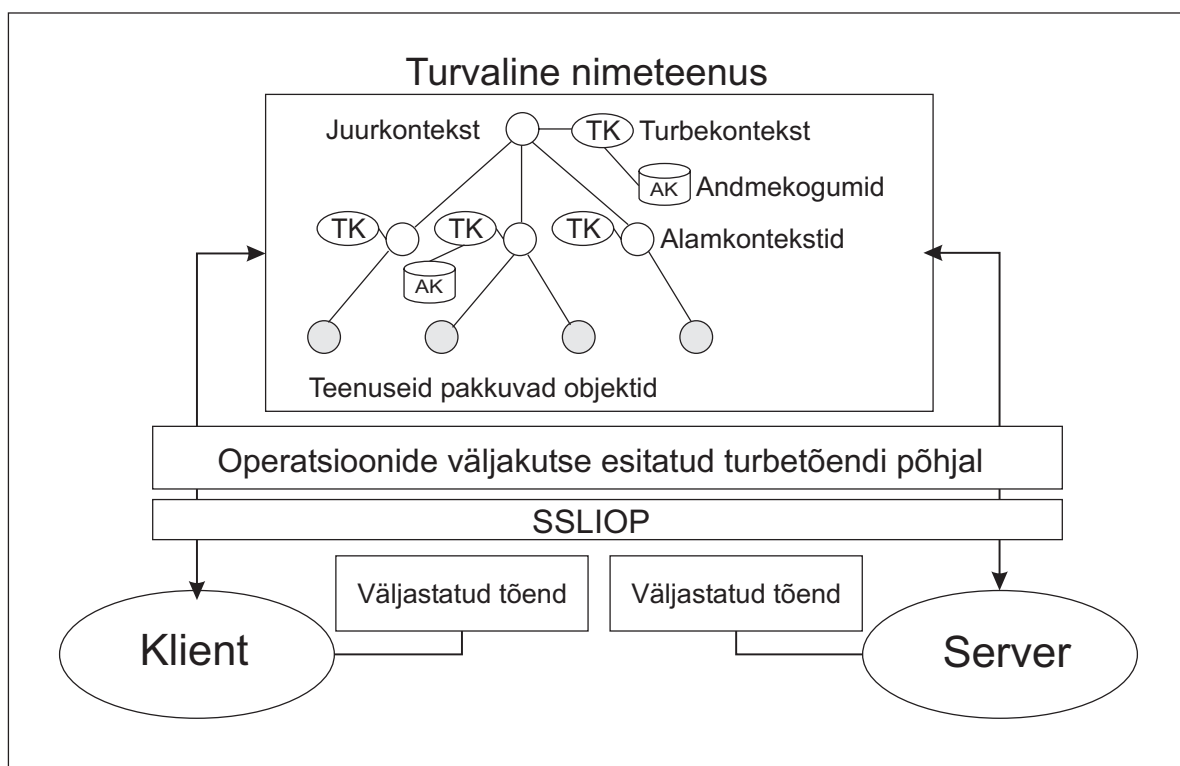 Turvaline nimeteenus
Juurkontekst TK Turbekontekst
AK Andmekogumid
TK TK TK Alamkontekstid
AK
Teenuseid pakkuvad objektid
Operatsioonide väljakutse esitatud turbetõendi põhjal
SSLIOP
Väljastatud tõend Väljastatud tõend
Klient Server